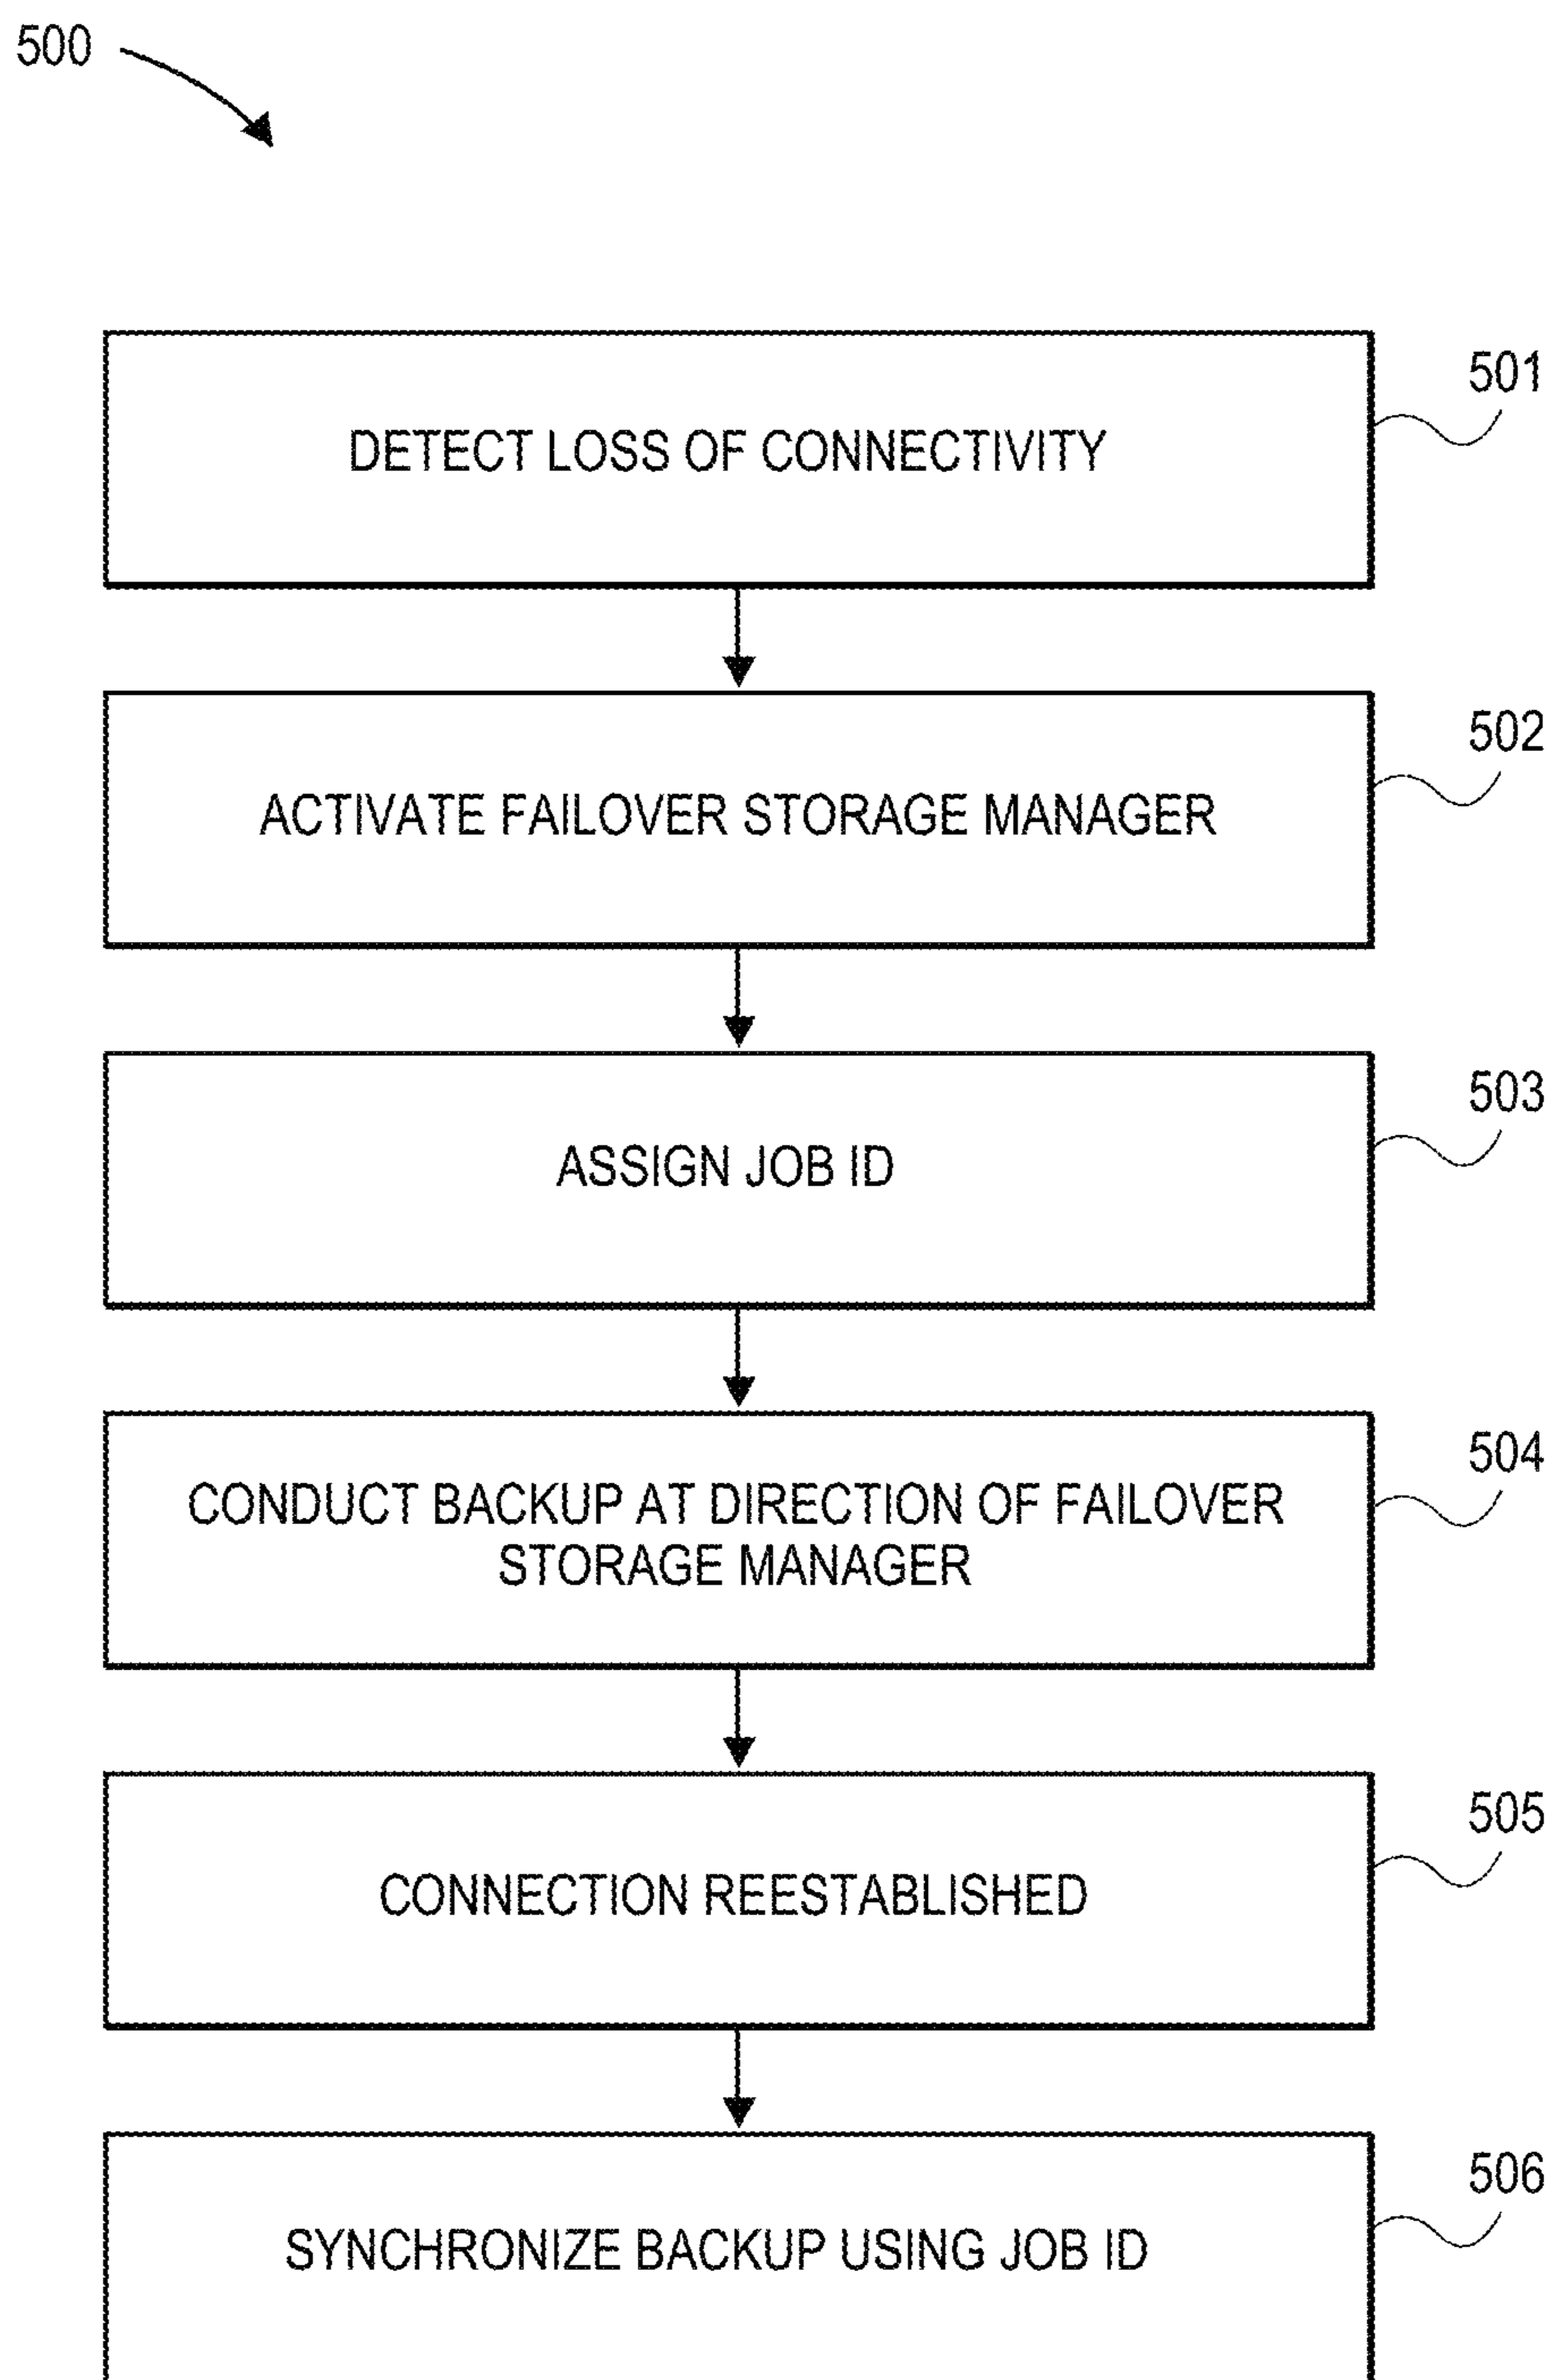 500
501
DETECT LOSS OF CONNECTIVITY
502
ACTIVATE FAILOVER STORAGE MANAGER
503
ASSIGN JOB ID
504
CONDUCT BACKUP AT DIRECTION OF FAILOVER
STORAGE MANAGER
505
CONNECTION REESTABLISHED
506
SYNCHRONIZE BACKUP USING JOB ID